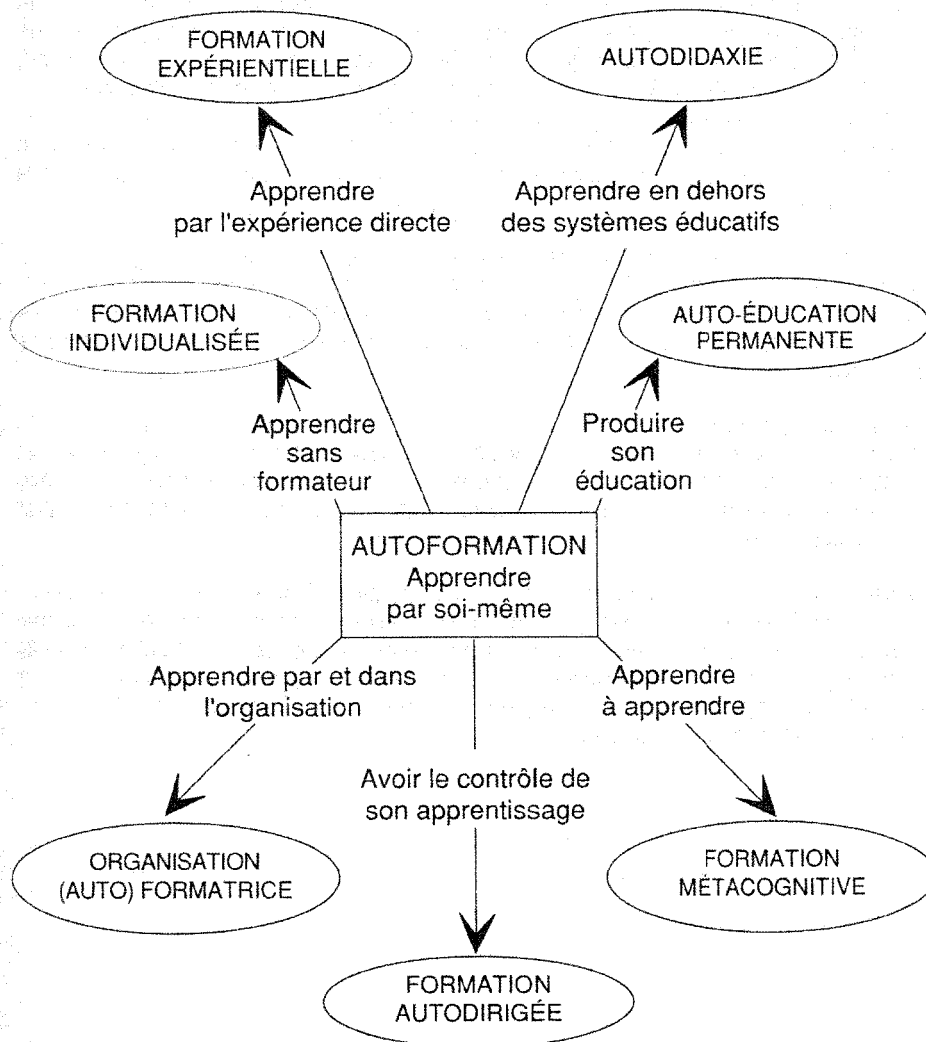 FORMATION
EXPÉRIENTIELLE
AUTODIDAXIE
Apprendre
par l'expérience directe
Apprendre en dehors
des systèmes éducatifs
FORMATION
INDIVIDUALISÉE
AUTO-ÉDUCATION
PERMANENTE
Apprendre
sans
formateur
Produire
son
éducation
AUTOFORMATION
Apprendre
par soi-même
Apprendre par et dans
l'organisation
Apprendre
à apprendre
Avoir le contrôle de
son apprentissage
ORGANISATION
(AUTO) FORMATRICE
FORMATION
MÉTACOGNITIVE
FORMATION
AUTODIRIGÉE